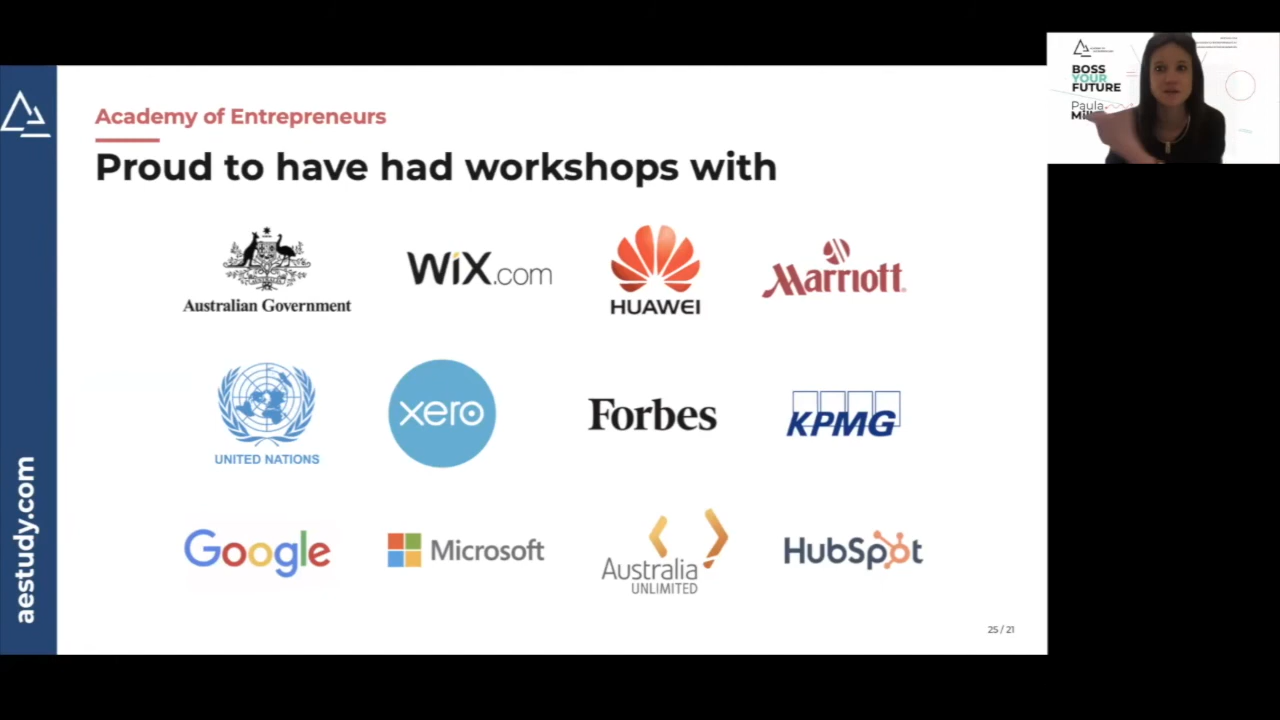 Academy of Entrepreneurs
Proud to have had workshops with
Australian Government
WiX.com
HUAWEI
Marriott
UNITED NATIONS
xero
Forbes
KPMG
Google
Microsoft
Australia
UNLIMITED
HubSpot
25 / 21
aestudy.com
BOSS
YOUR
FUTURE
Paula